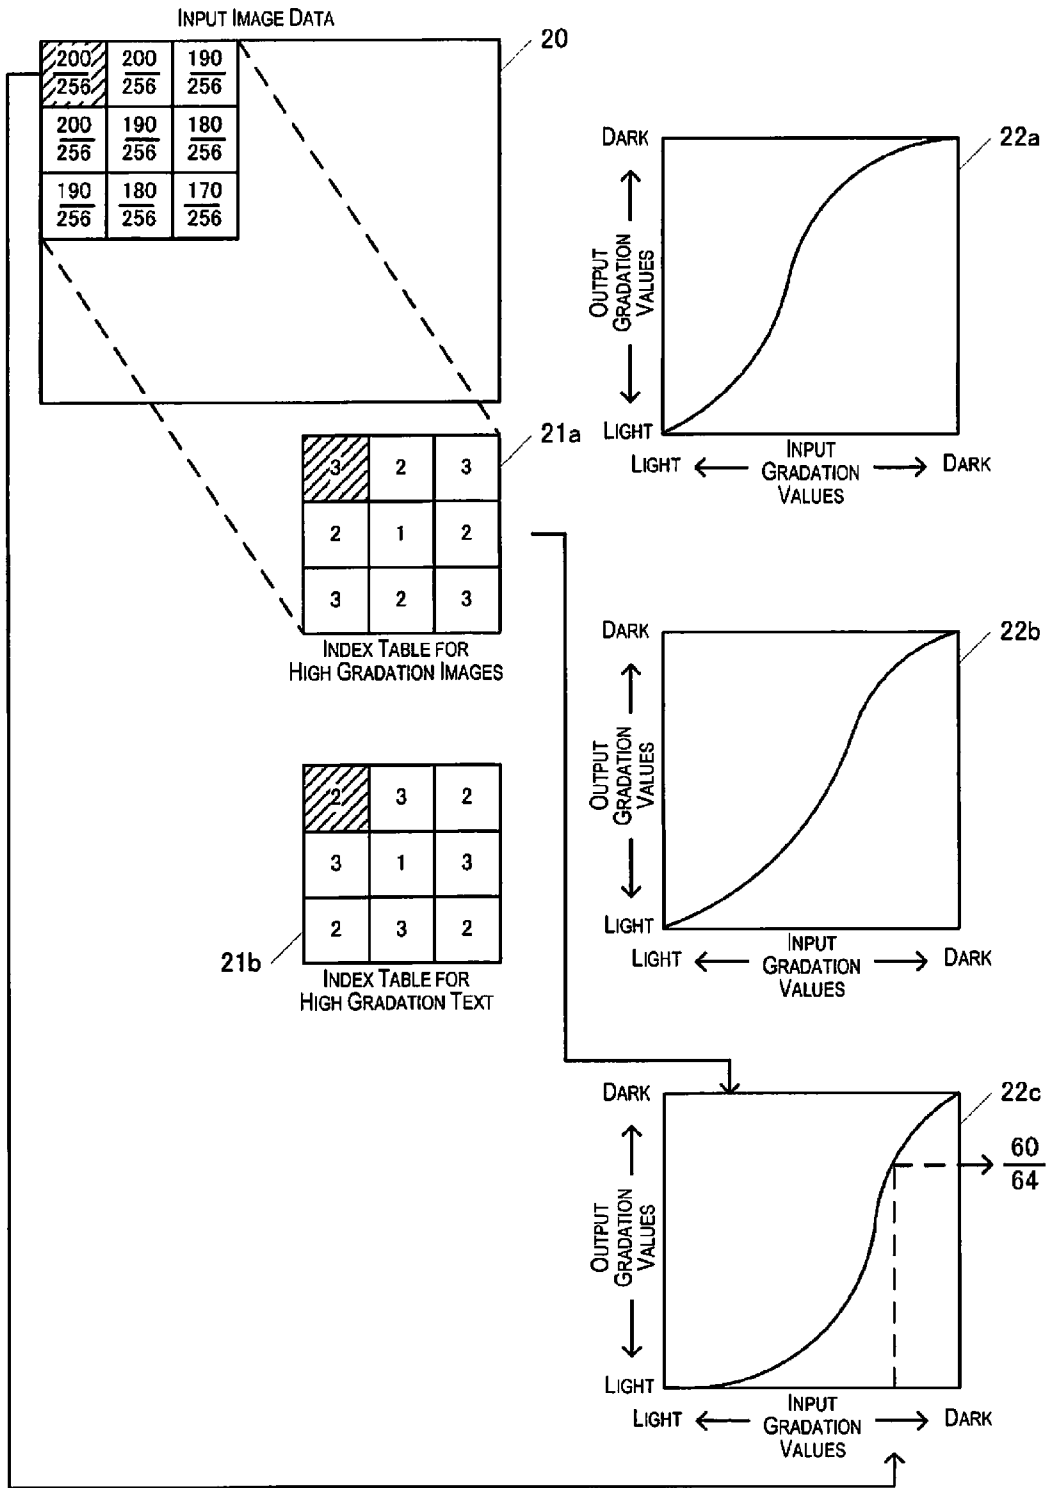 INPUT IMAGE DATA
20
200/256 200/256 190/256
200/256 190/256 180/256
190/256 180/256 170/256
21a
3 2 3
2 1 2
3 2 3
INDEX TABLE FOR
HIGH GRADATION IMAGES
2 3 2
3 1 3
2 3 2
21b
INDEX TABLE FOR
HIGH GRADATION TEXT
22a
DARK
OUTPUT
GRADATION
VALUES
LIGHT
LIGHT INPUT DARK
GRADATION
VALUES
22b
DARK
OUTPUT
GRADATION
VALUES
LIGHT
LIGHT INPUT DARK
GRADATION
VALUES
22c
DARK
60/64
OUTPUT
GRADATION
VALUES
LIGHT
LIGHT INPUT DARK
GRADATION
VALUES